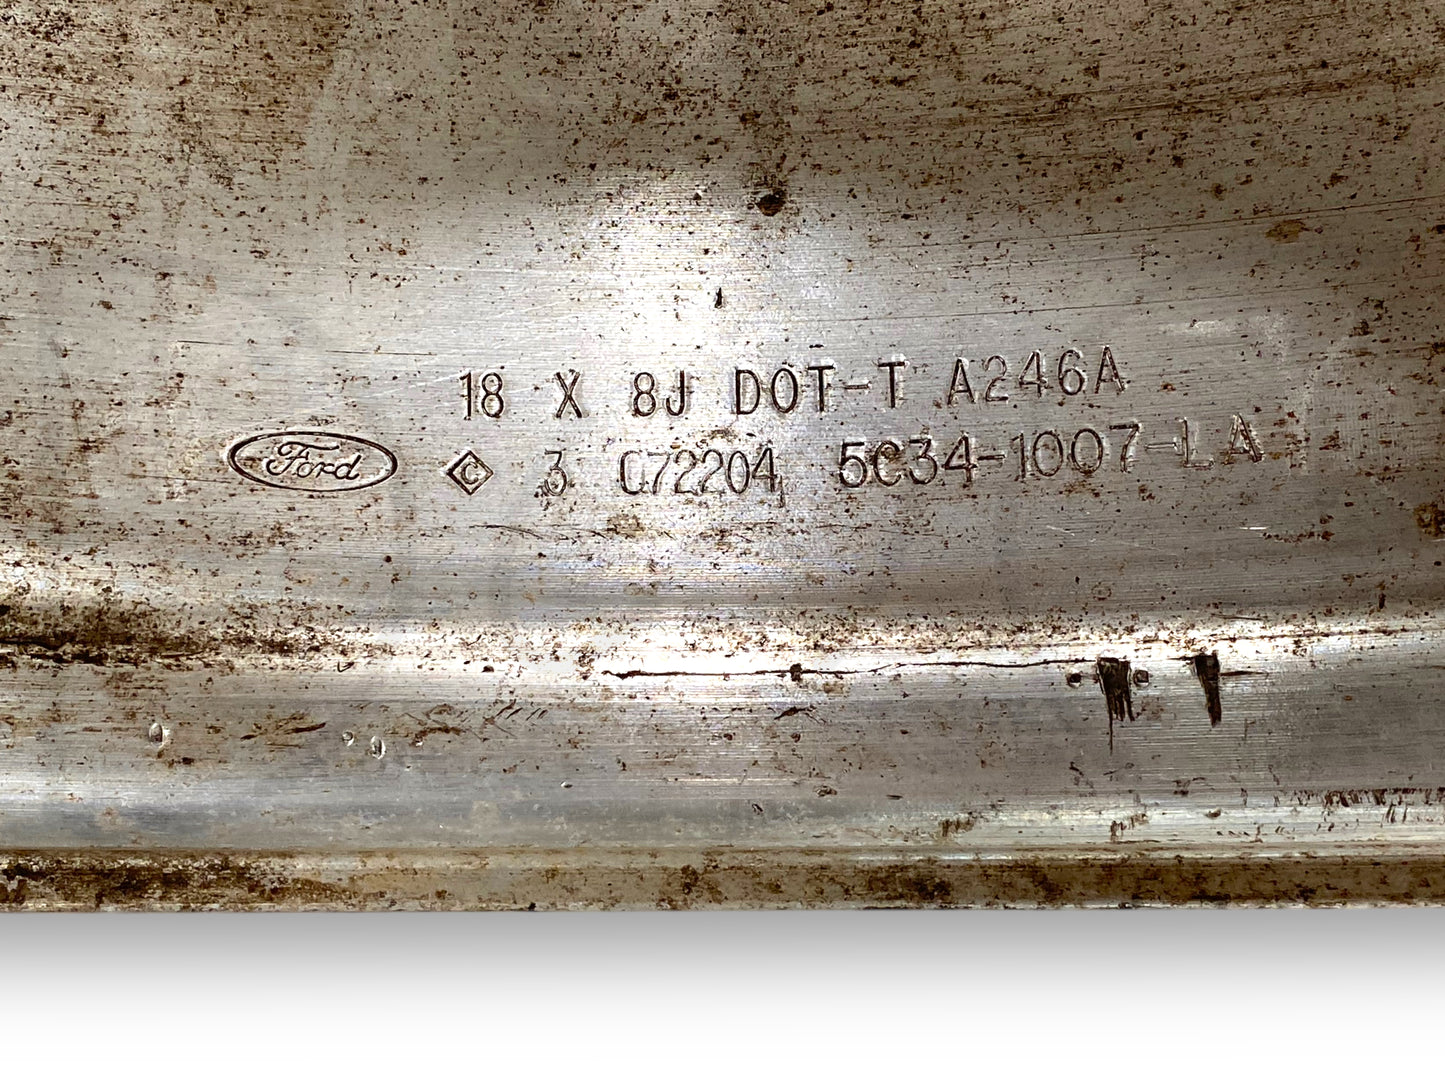 18 X 8J DOT-T A246A
Ford C 3 072204 5C34-1007-LA